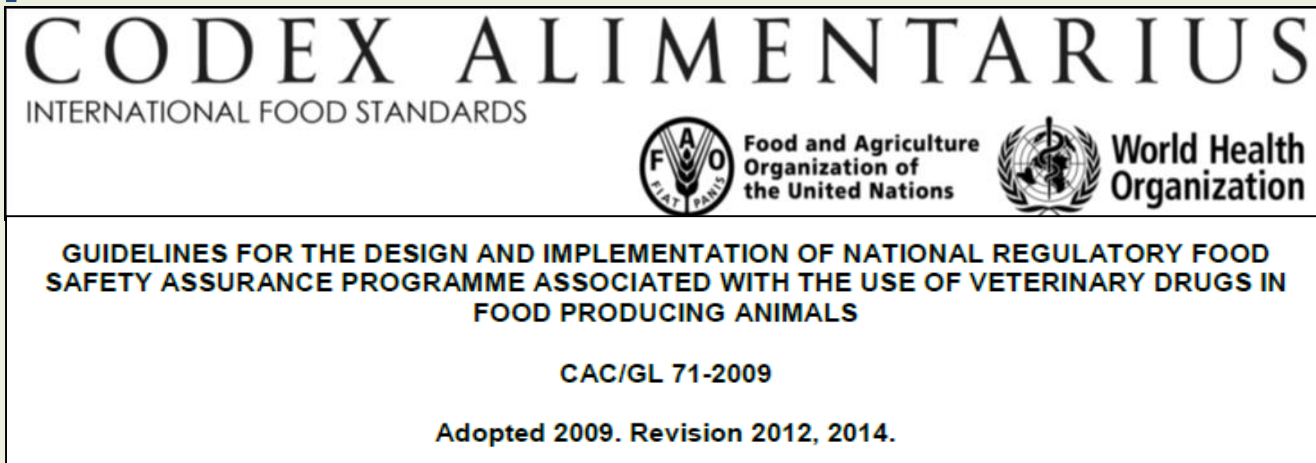 CODEX ALIMENTARIUS
INTERNATIONAL FOOD STANDARDS
F A O
FIAT PANIS
Food and Agriculture
Organization of
the United Nations
World Health
Organization
GUIDELINES FOR THE DESIGN AND IMPLEMENTATION OF NATIONAL REGULATORY FOOD
SAFETY ASSURANCE PROGRAMME ASSOCIATED WITH THE USE OF VETERINARY DRUGS IN
FOOD PRODUCING ANIMALS
CAC/GL 71-2009
Adopted 2009. Revision 2012, 2014.